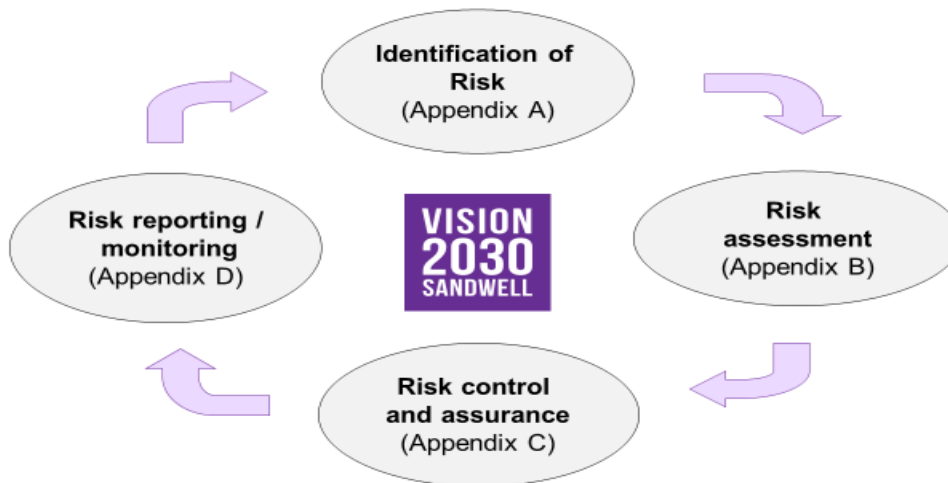 Identification of
Risk
(Appendix A)
Risk
assessment
(Appendix B)
Risk control
and assurance
(Appendix C)
Risk reporting /
monitoring
(Appendix D)
VISION
2030
SANDWELL